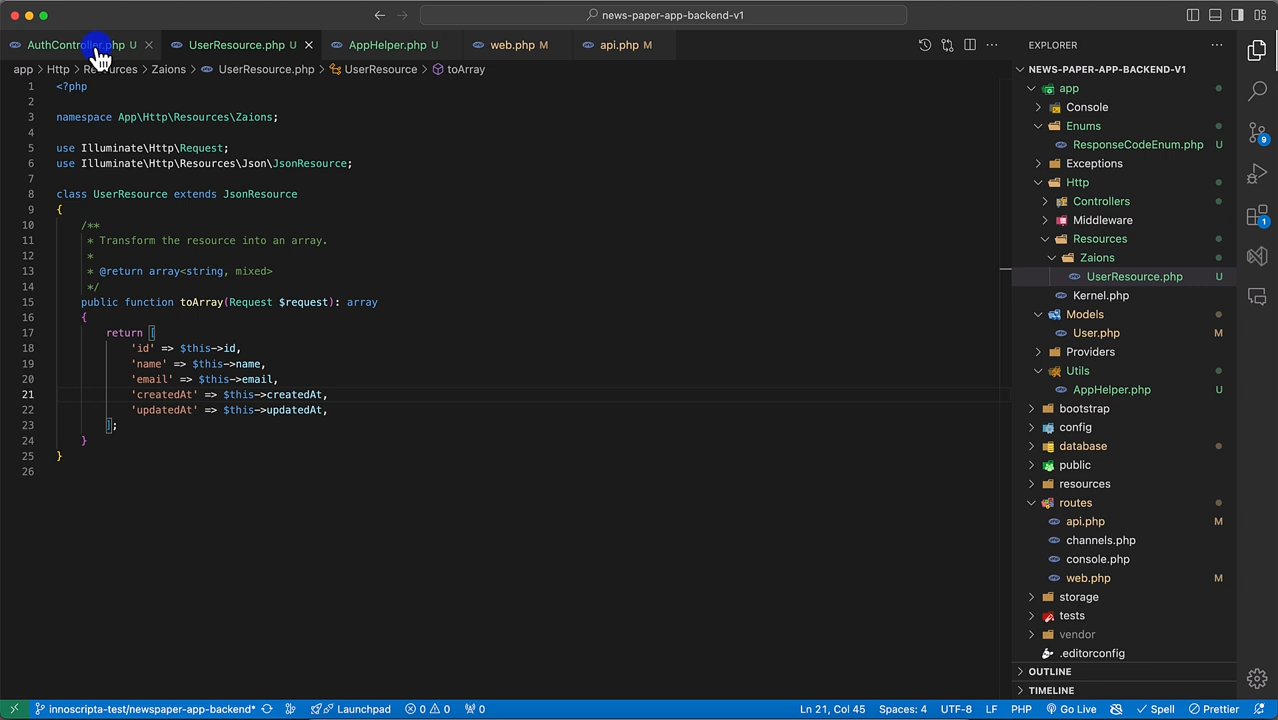 news-paper-app-backend-v1
AuthController.php U
UserResource.php U
AppHelper.php U
web.php M
api.php M
EXPLORER
app > Http > Resources > Zaions > UserResource.php > UserResource > toArray
NEWS-PAPER-APP-BACKEND-V1
1 <?php
2
3 namespace App\Http\Resources\Zaions;
4
5 use Illuminate\Http\Request;
6 use Illuminate\Http\Resources\Json\JsonResource;
7
8 class UserResource extends JsonResource
9 {
10 /**
11 * Transform the resource into an array.
12 *
13 * @return array<string, mixed>
14 */
15 public function toArray(Request $request): array
16 {
17 return [
18 'id' => $this->id,
19 'name' => $this->name,
20 'email' => $this->email,
21 'createdAt' => $this->createdAt,
22 'updatedAt' => $this->updatedAt,
23 ];
24 }
25 }
26
app
Console
Enums
ResponseCodeEnum.php U
Exceptions
Http
Controllers
Middleware
Resources
Zaions
UserResource.php U
Kernel.php
Models
User.php M
Providers
Utils
AppHelper.php U
bootstrap
config
database
public
resources
routes
api.php M
channels.php
console.php
web.php M
storage
tests
vendor
.editorconfig
OUTLINE
TIMELINE
9
1
innoscripta-test/newspaper-app-backend* Launchpad 0 0 0 Ln 21, Col 45 Spaces: 4 UTF-8 LF PHP Go Live Spell Prettier